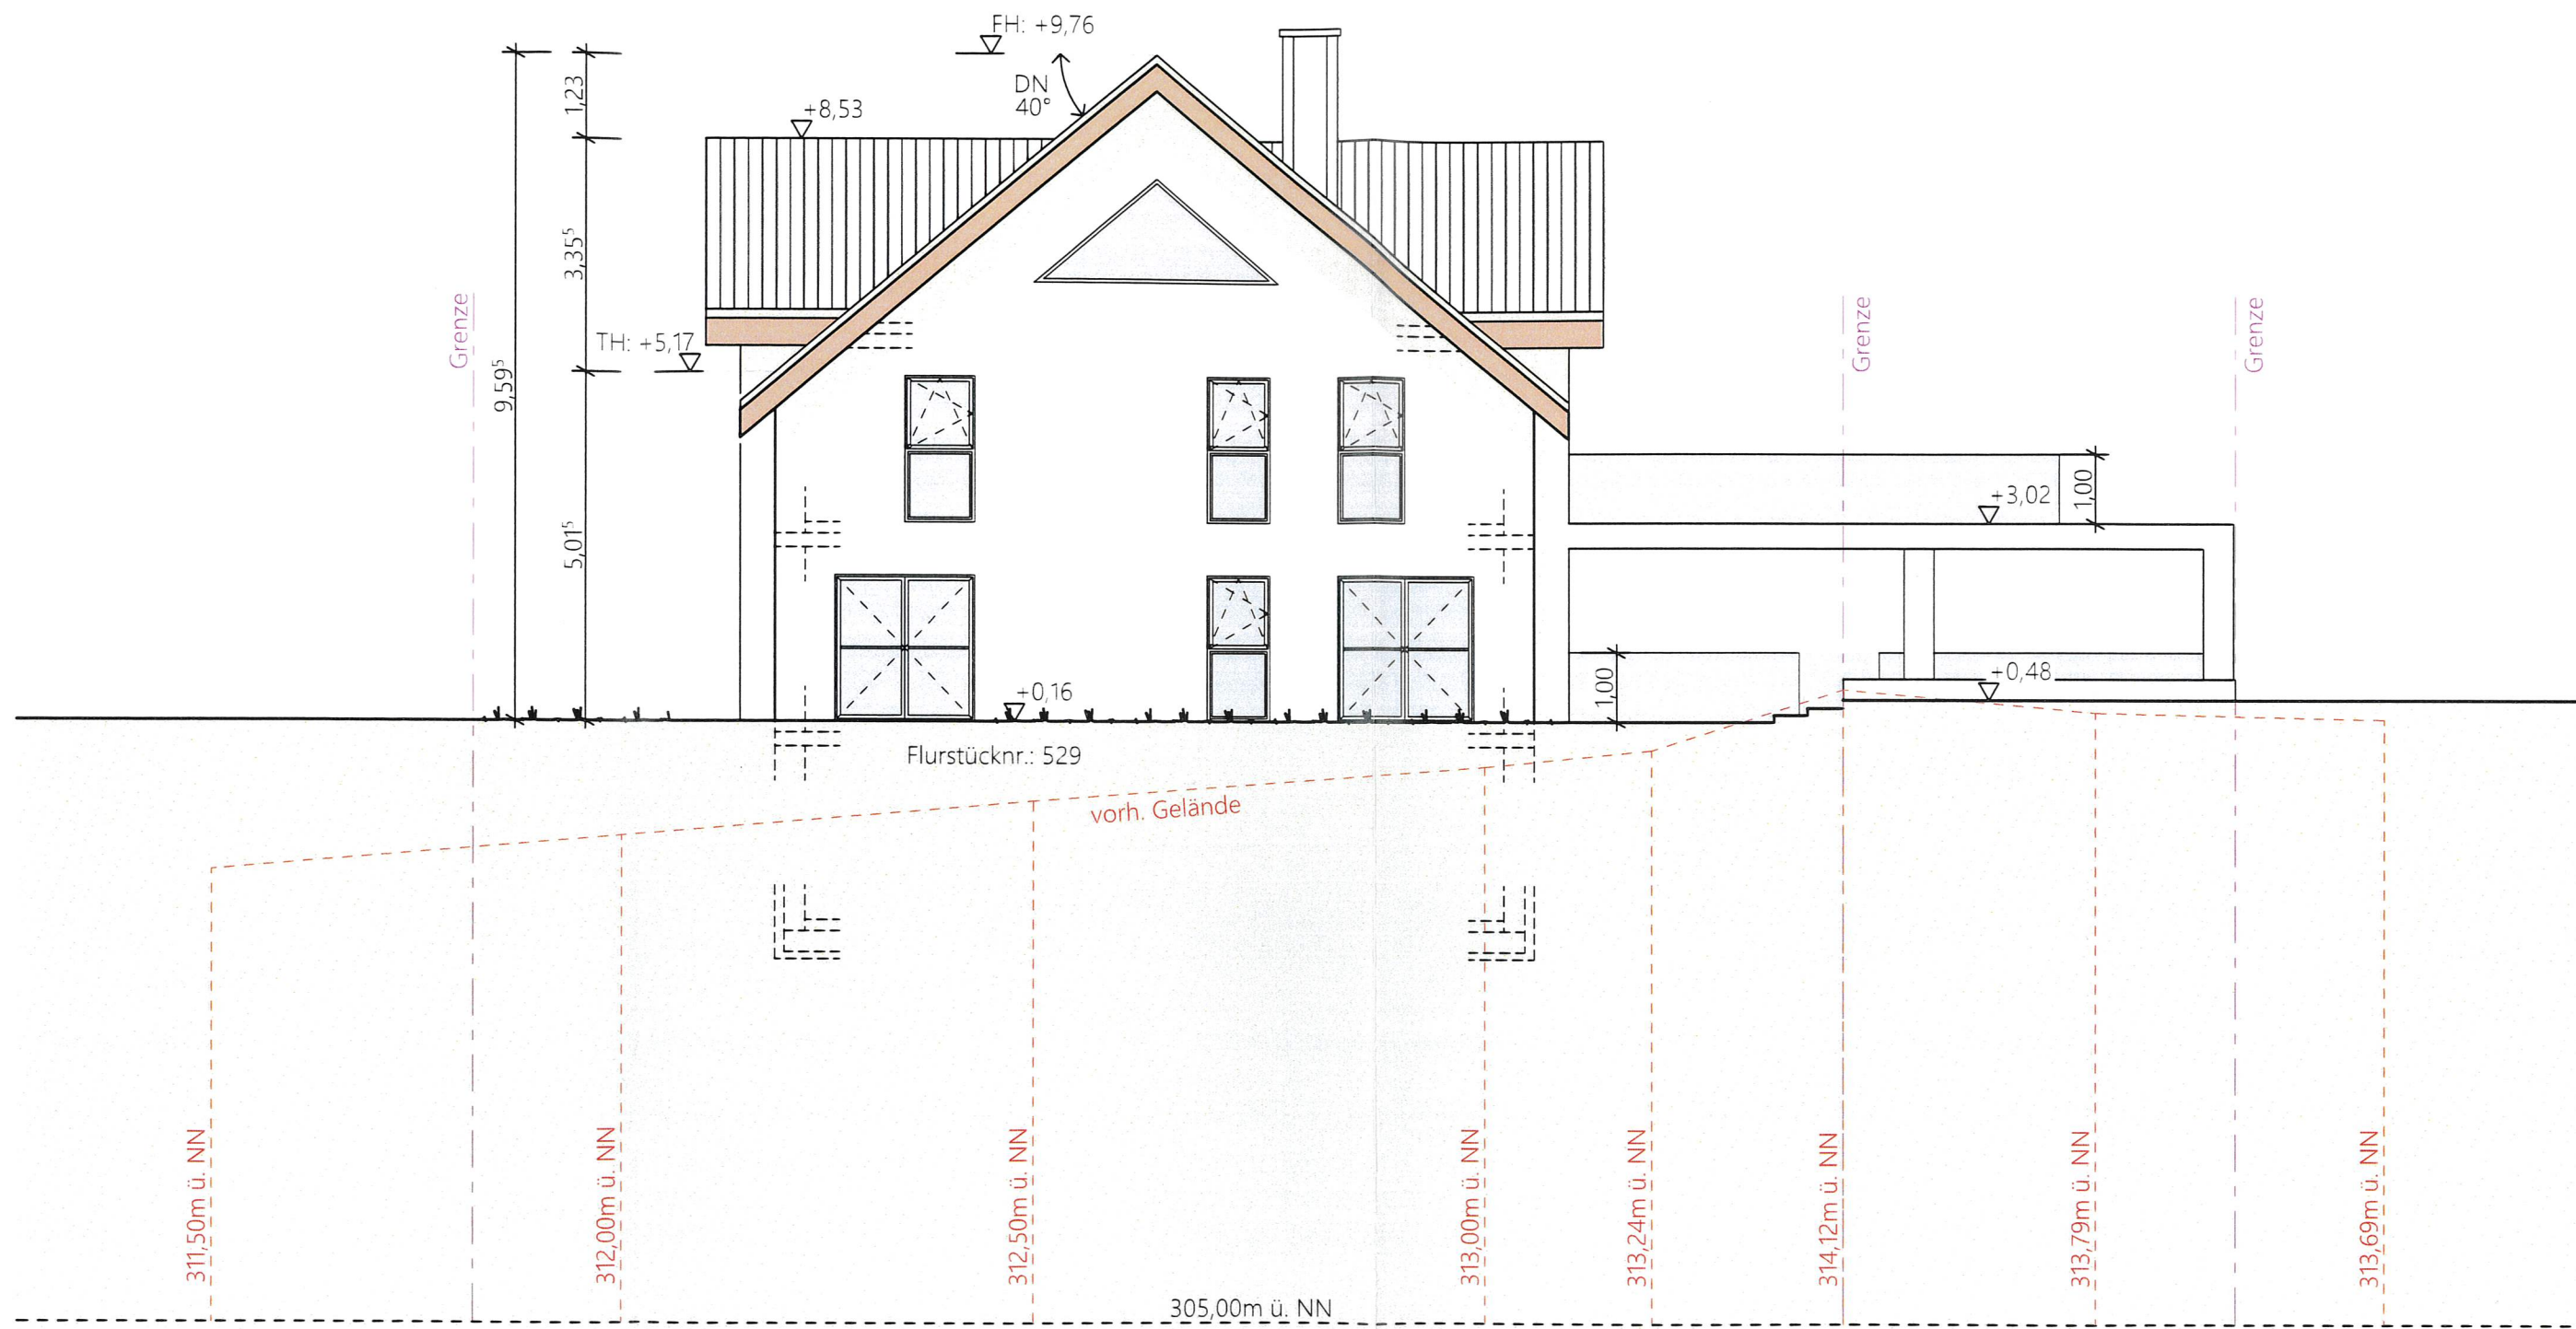 FH: +9,76
DN
40°
+8,53
1,23
3,35⁵
TH: +5,17
9,59⁵
5,01⁵
Grenze
Grenze
Grenze
+3,02
1,00
+0,48
1,00
+0,16
Flurstücknr.: 529
vorh. Gelände
311,50m ü. NN
312,00m ü. NN
312,50m ü. NN
313,00m ü. NN
313,24m ü. NN
314,12m ü. NN
313,79m ü. NN
313,69m ü. NN
305,00m ü. NN